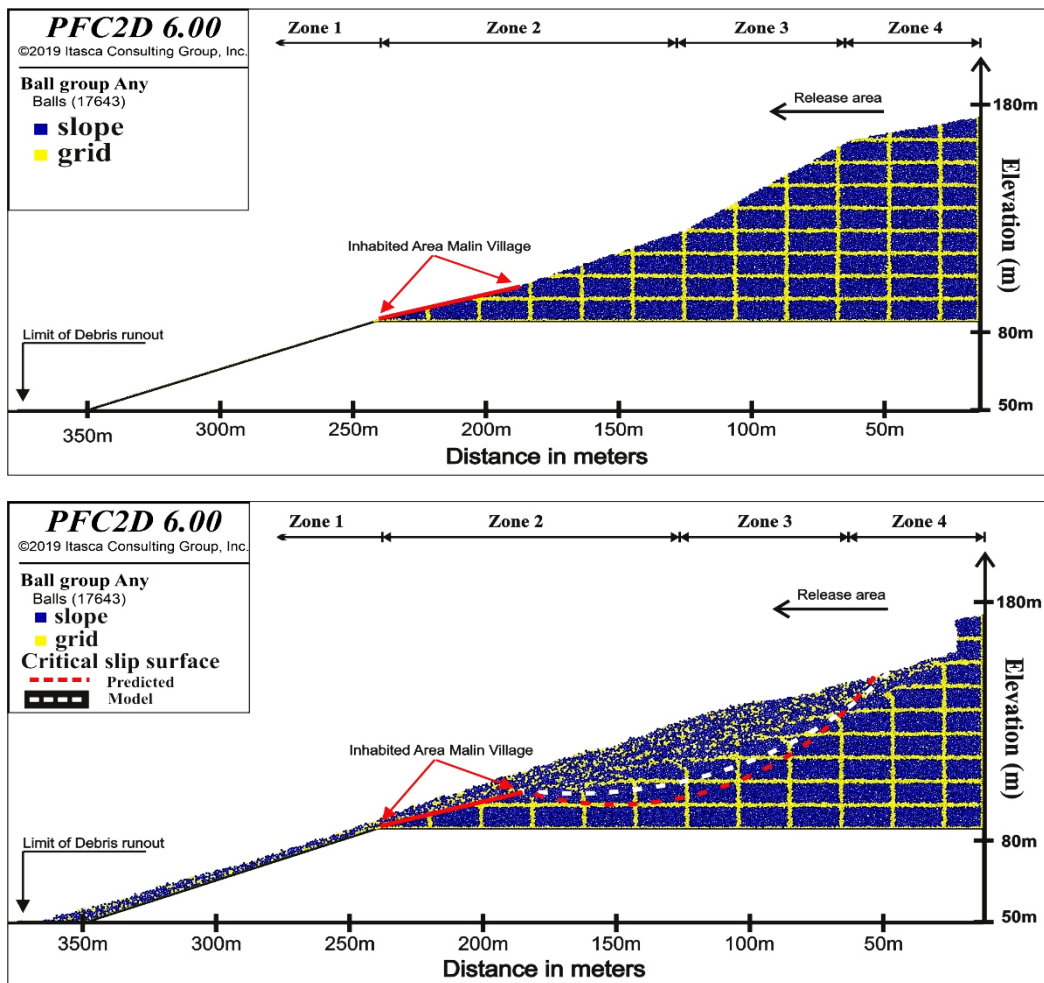 PFC2D 6.00
©2019 Itasca Consulting Group, Inc.
Ball group Any
Balls (17643)
slope
grid
Zone 1
Zone 2
Zone 3
Zone 4
Release area
180m
Elevation (m)
Inhabited Area Malin Village
Limit of Debris runout
80m
50m
350m
300m
250m
200m
150m
100m
50m
Distance in meters
PFC2D 6.00
©2019 Itasca Consulting Group, Inc.
Ball group Any
Balls (17643)
slope
grid
Critical slip surface
Predicted
Model
Zone 1
Zone 2
Zone 3
Zone 4
Release area
180m
Elevation (m)
Inhabited Area Malin Village
Limit of Debris runout
80m
50m
350m
300m
250m
200m
150m
100m
50m
Distance in meters